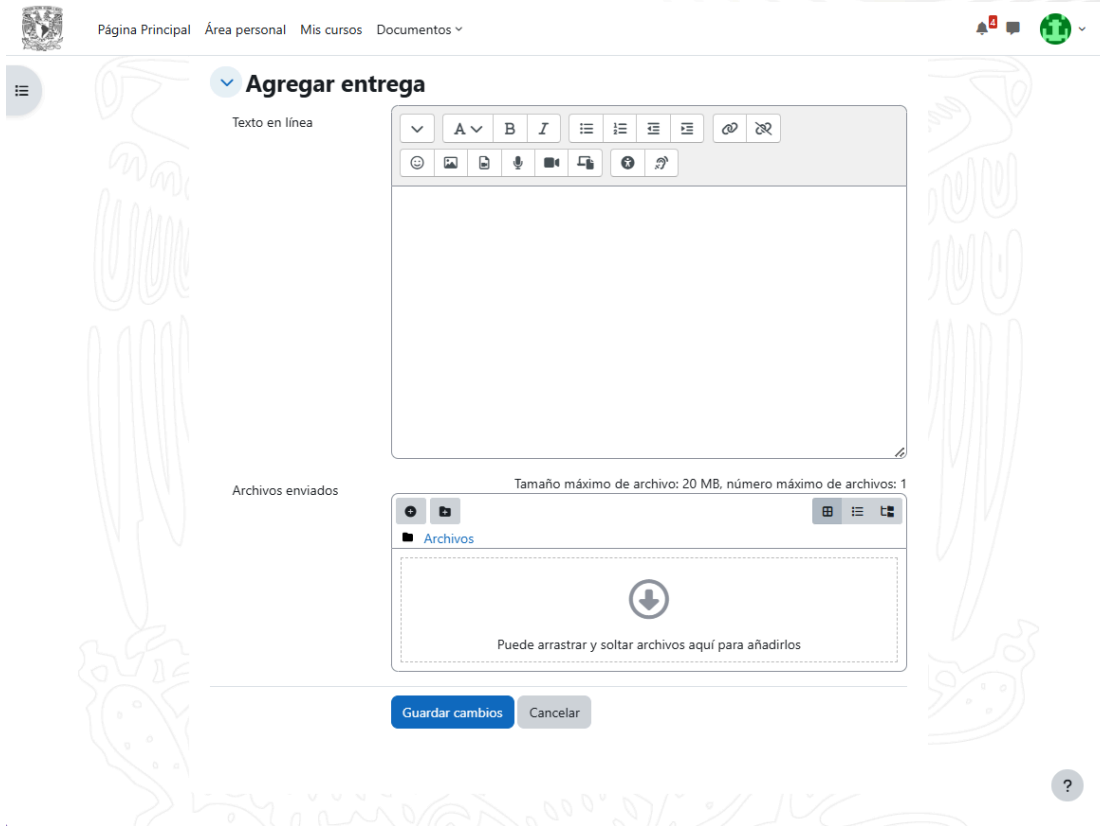 Página Principal Área personal Mis cursos Documentos
4
Agregar entrega
Texto en línea
A B I
Archivos enviados
Tamaño máximo de archivo: 20 MB, número máximo de archivos: 1
Archivos
Puede arrastrar y soltar archivos aquí para añadirlos
Guardar cambios Cancelar
?